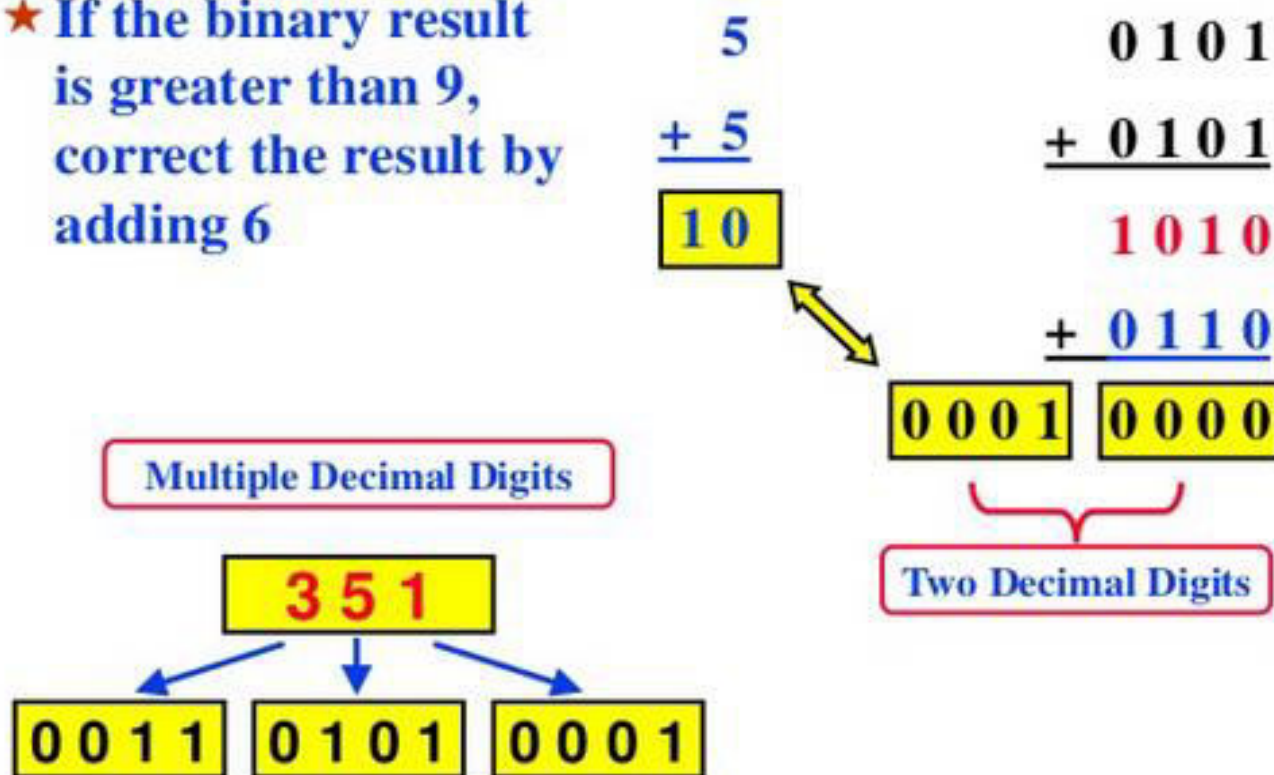 ★ If the binary result
is greater than 9,
correct the result by
adding 6
5
+ 5
1 0
0 1 0 1
+ 0 1 0 1
1 0 1 0
+ 0 1 1 0
0 0 0 1 0 0 0 0
Two Decimal Digits
Multiple Decimal Digits
3 5 1
0 0 1 1 0 1 0 1 0 0 0 1